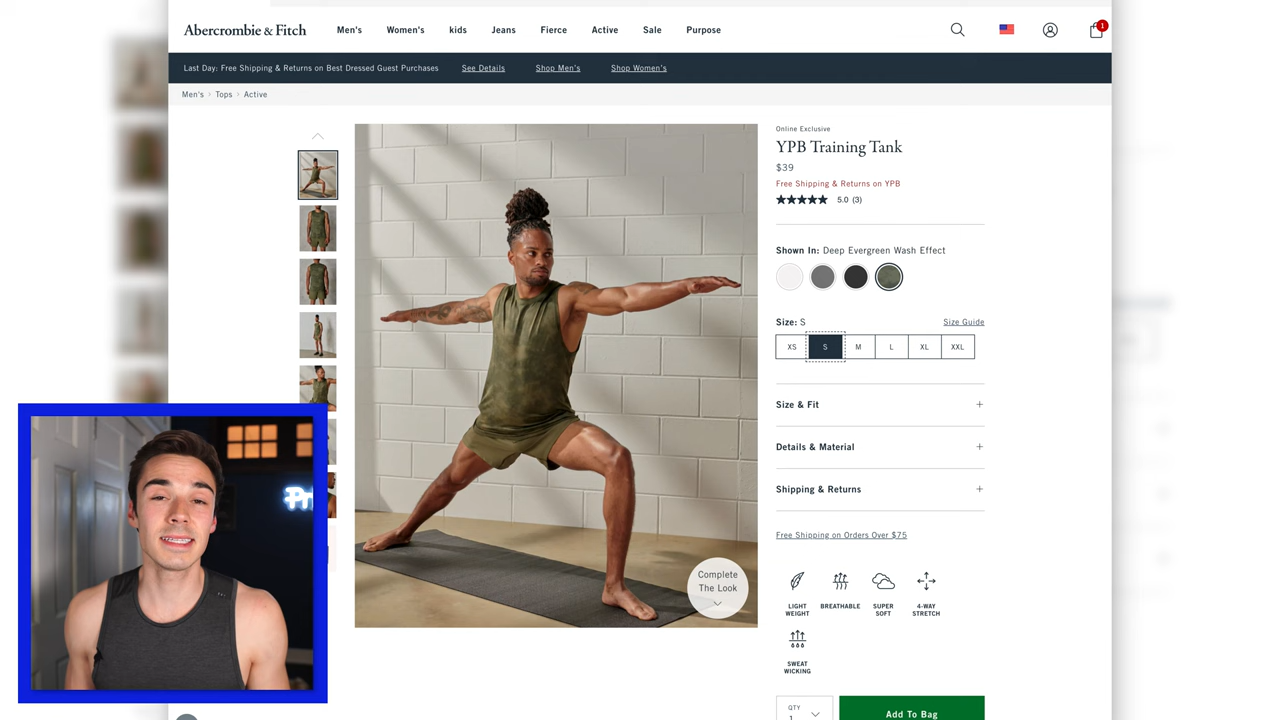 Abercrombie & Fitch Men's Women's kids Jeans Fierce Active Sale Purpose 1
Last Day: Free Shipping & Returns on Best Dressed Guest Purchases See Details Shop Men's Shop Women's
Men's › Tops › Active
Online Exclusive
YPB Training Tank
$39
Free Shipping & Returns on YPB
5.0 (3)
Shown In: Deep Evergreen Wash Effect
Size: S Size Guide
XS S M L XL XXL
Size & Fit +
Details & Material +
Shipping & Returns +
Free Shipping on Orders Over $75
Complete
The Look
LIGHT WEIGHT
BREATHABLE
SUPER SOFT
4-WAY STRETCH
SWEAT WICKING
QTY
1
Add To Bag